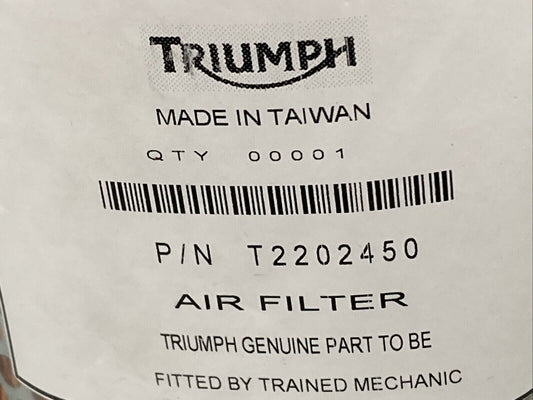 TRIUMPH
MADE IN TAIWAN
QTY 00001
P/N T2202450
AIR FILTER
TRIUMPH GENUINE PART TO BE
FITTED BY TRAINED MECHANIC